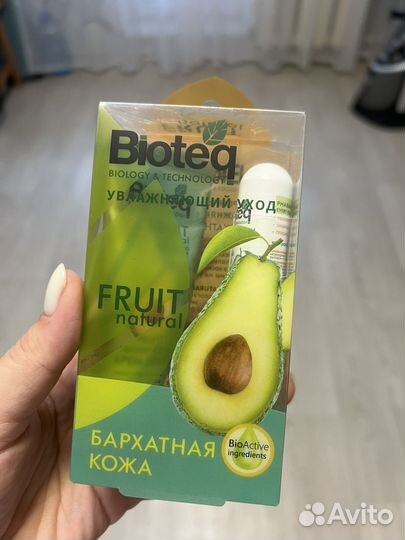 Bioteq
BIOLOGY & TECHNOLOGY
УВЛАЖНЯЮЩИЙ УХОД
FRUIT
natural
БАРХАТНАЯ
КОЖА
BioActive
ingredients
Avito